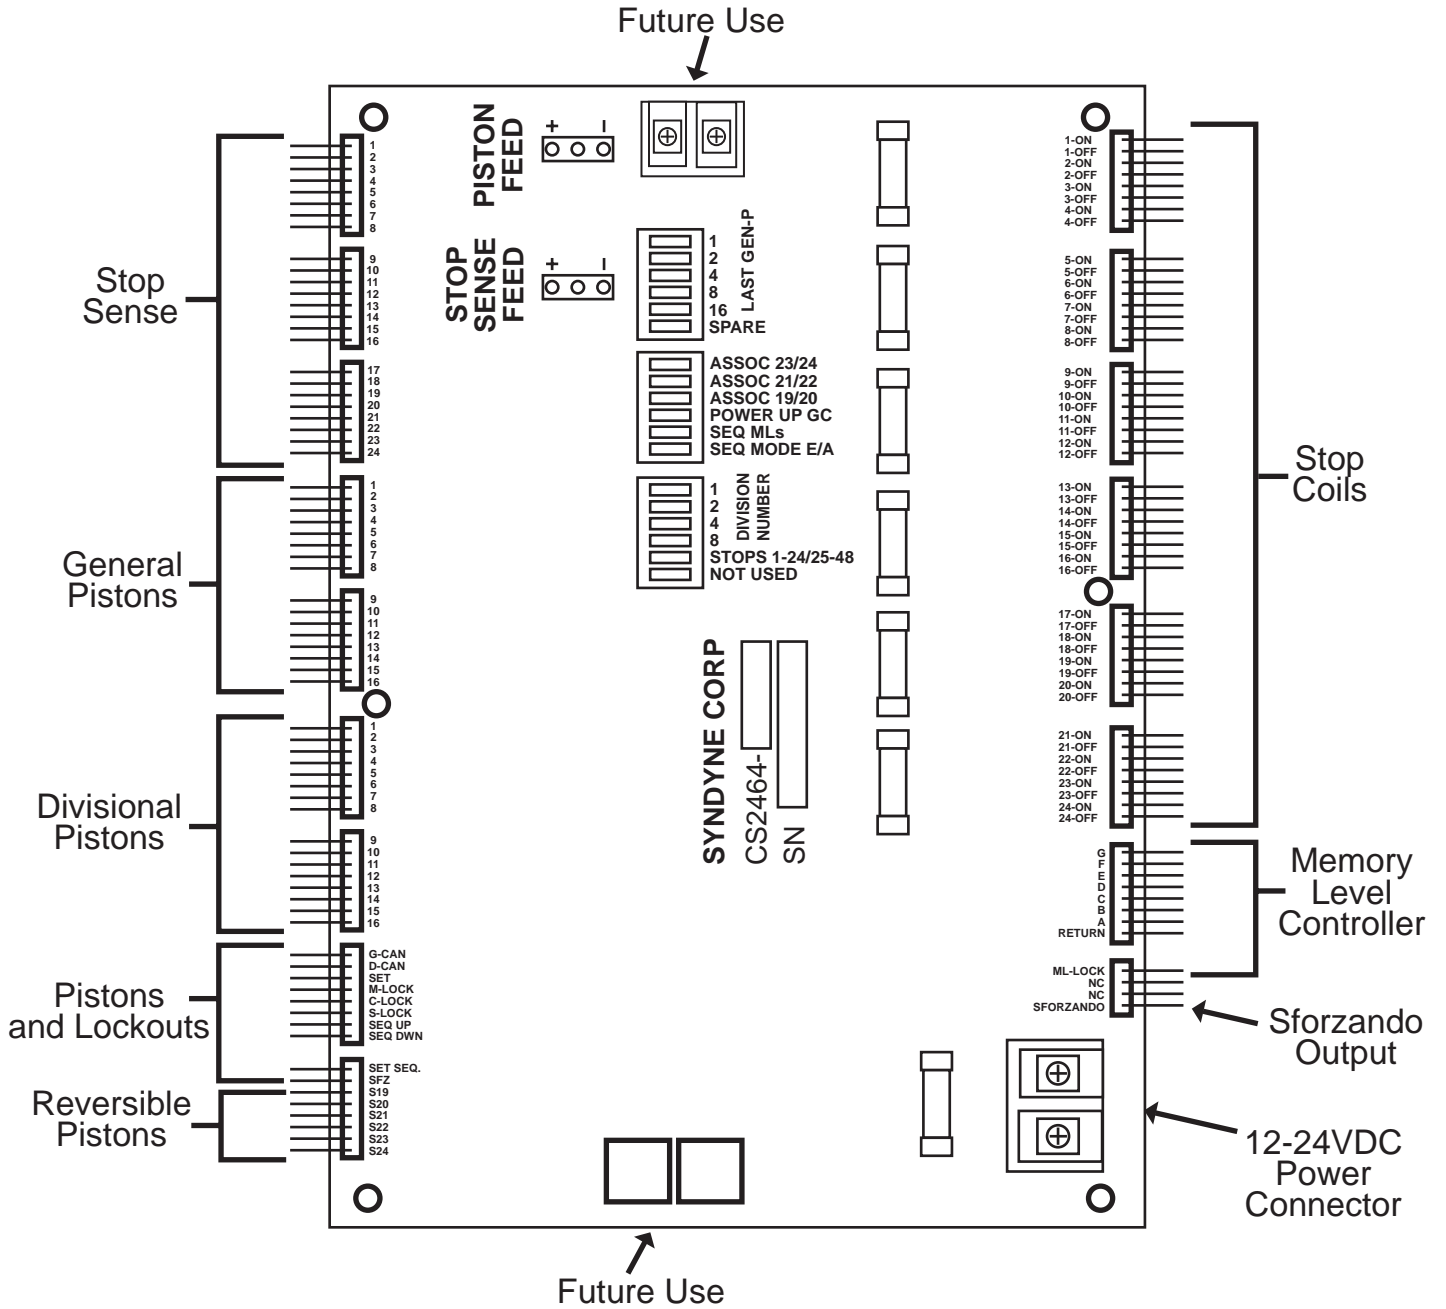 Future Use
PISTON
FEED
+ –
STOP
SENSE
FEED
+ –
1
2
4
8
16
SPARE
LAST GEN-P
ASSOC 23/24
ASSOC 21/22
ASSOC 19/20
POWER UP GC
SEQ MLs
SEQ MODE E/A
1
2
4
8
DIVISION
NUMBER
STOPS 1-24/25-48
NOT USED
SYNDYNE CORP
CS2464-
SN
Stop
Sense
1
2
3
4
5
6
7
8
9
10
11
12
13
14
15
16
17
18
19
20
21
22
23
24
General
Pistons
1
2
3
4
5
6
7
8
9
10
11
12
13
14
15
16
Divisional
Pistons
1
2
3
4
5
6
7
8
9
10
11
12
13
14
15
16
Pistons
and Lockouts
G-CAN
D-CAN
SET
M-LOCK
C-LOCK
S-LOCK
SEQ UP
SEQ DWN
SET SEQ.
SFZ
Reversible
Pistons
S19
S20
S21
S22
S23
S24
1-ON
1-OFF
2-ON
2-OFF
3-ON
3-OFF
4-ON
4-OFF
5-ON
5-OFF
6-ON
6-OFF
7-ON
7-OFF
8-ON
8-OFF
9-ON
9-OFF
10-ON
10-OFF
11-ON
11-OFF
12-ON
12-OFF
13-ON
13-OFF
14-ON
14-OFF
15-ON
15-OFF
16-ON
16-OFF
17-ON
17-OFF
18-ON
18-OFF
19-ON
19-OFF
20-ON
20-OFF
21-ON
21-OFF
22-ON
22-OFF
23-ON
23-OFF
24-ON
24-OFF
Stop
Coils
G
F
E
D
C
B
A
RETURN
ML-LOCK
NC
NC
SFORZANDO
Memory
Level
Controller
Sforzando
Output
12-24VDC
Power
Connector
Future Use